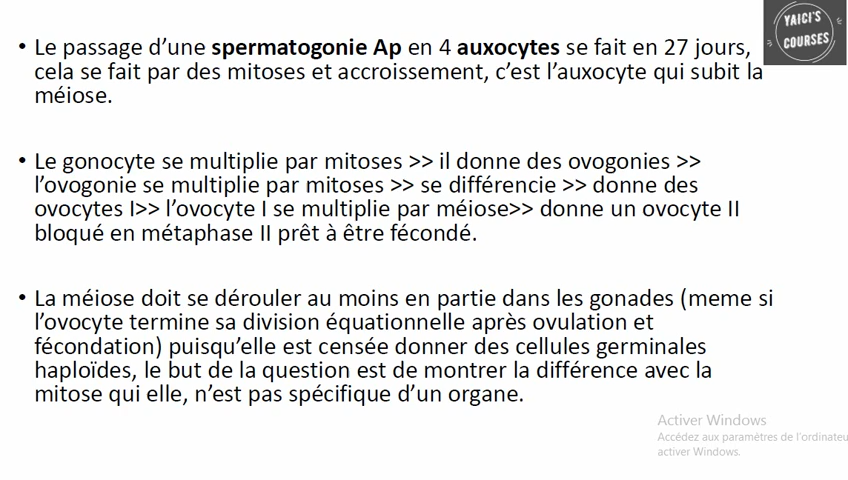 YAICI'S
COURSES
• Le passage d’une spermatogonie Ap en 4 auxocytes se fait en 27 jours,
cela se fait par des mitoses et accroissement, c’est l’auxocyte qui subit la
méiose.
• Le gonocyte se multiplie par mitoses >> il donne des ovogonies >>
l’ovogonie se multiplie par mitoses >> se différencie >> donne des
ovocytes I>> l’ovocyte I se multiplie par méiose>> donne un ovocyte II
bloqué en métaphase II prêt à être fécondé.
• La méiose doit se dérouler au moins en partie dans les gonades (meme si
l’ovocyte termine sa division équationnelle après ovulation et
fécondation) puisqu’elle est censée donner des cellules germinales
haploïdes, le but de la question est de montrer la différence avec la
mitose qui elle, n’est pas spécifique d’un organe.
Activer Windows
Accédez aux paramètres de l’ordinateu
activer Windows.